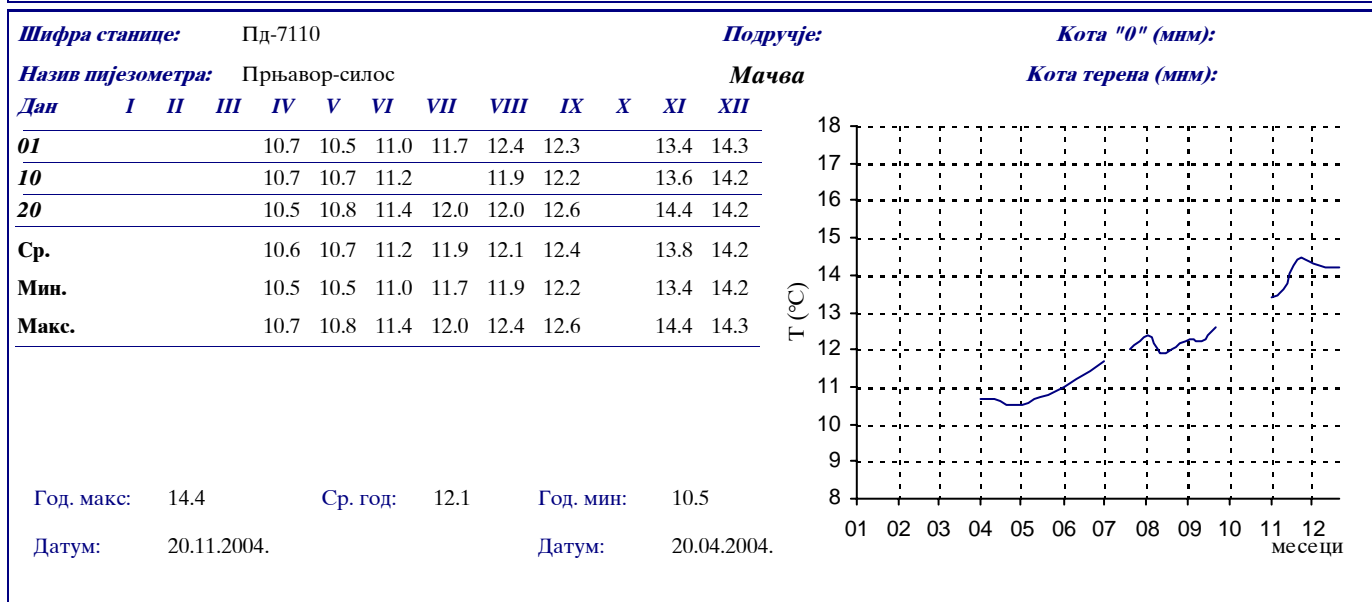 Шифра станице: Пд-7110 Подручје: Кота "0" (мнм):
Назив пијезометра: Прњавор-силос Мачва Кота терена (мнм):
Дан I II III IV V VI VII VIII IX X XI XII
01 10.7 10.5 11.0 11.7 12.4 12.3 13.4 14.3
10 10.7 10.7 11.2 11.9 12.2 13.6 14.2
20 10.5 10.8 11.4 12.0 12.0 12.6 14.4 14.2
Ср. 10.6 10.7 11.2 11.9 12.1 12.4 13.8 14.2
Мин. 10.5 10.5 11.0 11.7 11.9 12.2 13.4 14.2
Макс. 10.7 10.8 11.4 12.0 12.4 12.6 14.4 14.3
Год. макс: 14.4 Ср. год: 12.1 Год. мин: 10.5
Датум: 20.11.2004. Датум: 20.04.2004.
T (°C)
18
17
16
15
14
13
12
11
10
9
8
01 02 03 04 05 06 07 08 09 10 11 12
месеци